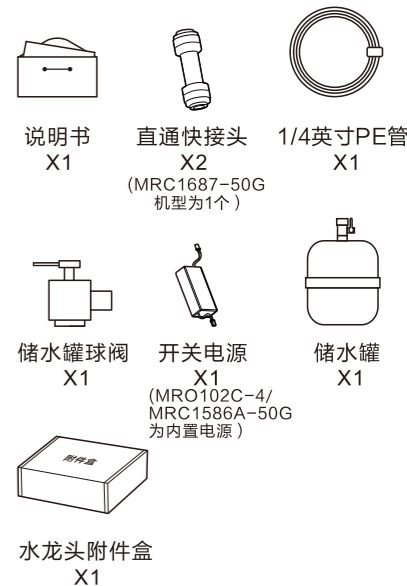 说明书
X1
直通快接头
X2
(MRC1687-50G
机型为1个）
1/4英寸PE管
X1
储水罐球阀
X1
开关电源
X1
(MRO102C-4/
MRC1586A-50G
为内置电源）
储水罐
X1
附件盒
水龙头附件盒
X1